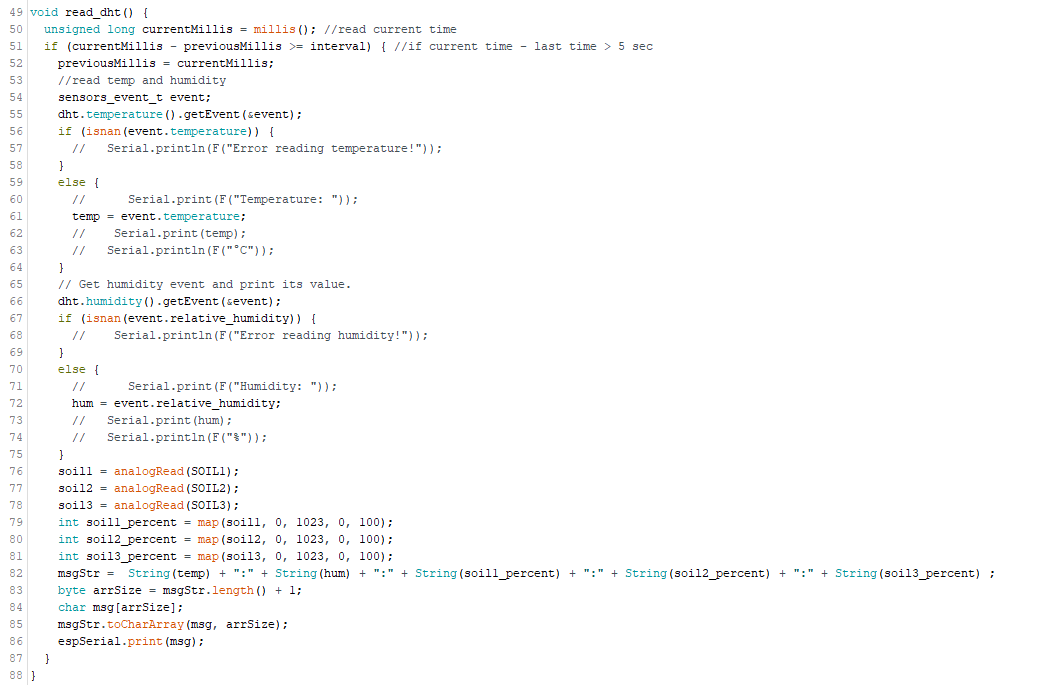 49 void read_dht() {
50   unsigned long currentMillis = millis(); //read current time
51   if (currentMillis - previousMillis >= interval) { //if current time - last time > 5 sec
52     previousMillis = currentMillis;
53     //read temp and humidity
54     sensors_event_t event;
55     dht.temperature().getEvent(&event);
56     if (isnan(event.temperature)) {
57       //   Serial.println(F("Error reading temperature!"));
58     }
59     else {
60       //      Serial.print(F("Temperature: "));
61       temp = event.temperature;
62       //    Serial.print(temp);
63       //   Serial.println(F("°C"));
64     }
65     // Get humidity event and print its value.
66     dht.humidity().getEvent(&event);
67     if (isnan(event.relative_humidity)) {
68       //    Serial.println(F("Error reading humidity!"));
69     }
70     else {
71       //      Serial.print(F("Humidity: "));
72       hum = event.relative_humidity;
73       //   Serial.print(hum);
74       //   Serial.println(F("%"));
75     }
76     soil1 = analogRead(SOIL1);
77     soil2 = analogRead(SOIL2);
78     soil3 = analogRead(SOIL3);
79     int soil1_percent = map(soil1, 0, 1023, 0, 100);
80     int soil2_percent = map(soil2, 0, 1023, 0, 100);
81     int soil3_percent = map(soil3, 0, 1023, 0, 100);
82     msgStr =  String(temp) + ":" + String(hum) + ":" + String(soil1_percent) + ":" + String(soil2_percent) + ":" + String(soil3_percent) ;
83     byte arrSize = msgStr.length() + 1;
84     char msg[arrSize];
85     msgStr.toCharArray(msg, arrSize);
86     espSerial.print(msg);
87   }
88 }